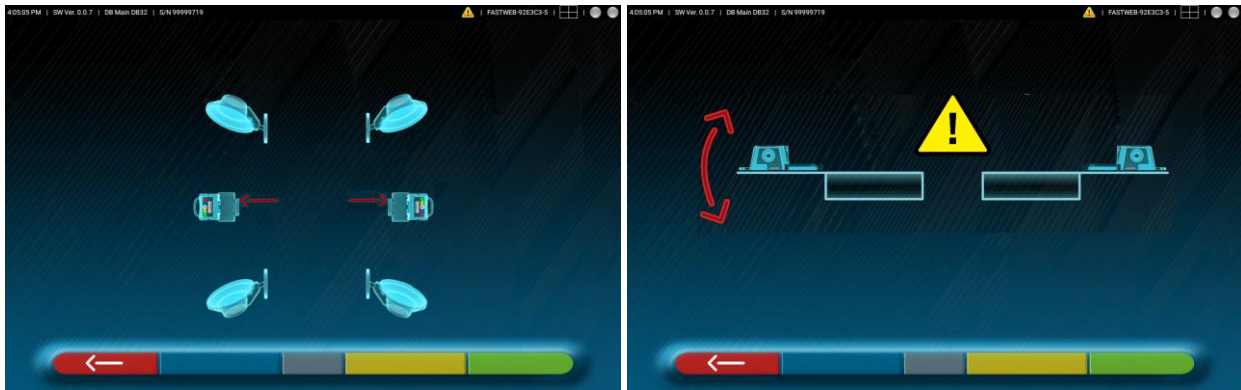 4:05:05 PM | SW Ver. 0.0.7 | DB Main DB32 | S/N 99999719 | FASTWEB-92E3C3-5 |
4:05:05 PM | SW Ver. 0.0.7 | DB Main DB32 | S/N 99999719 | FASTWEB-92E3C3-5 |